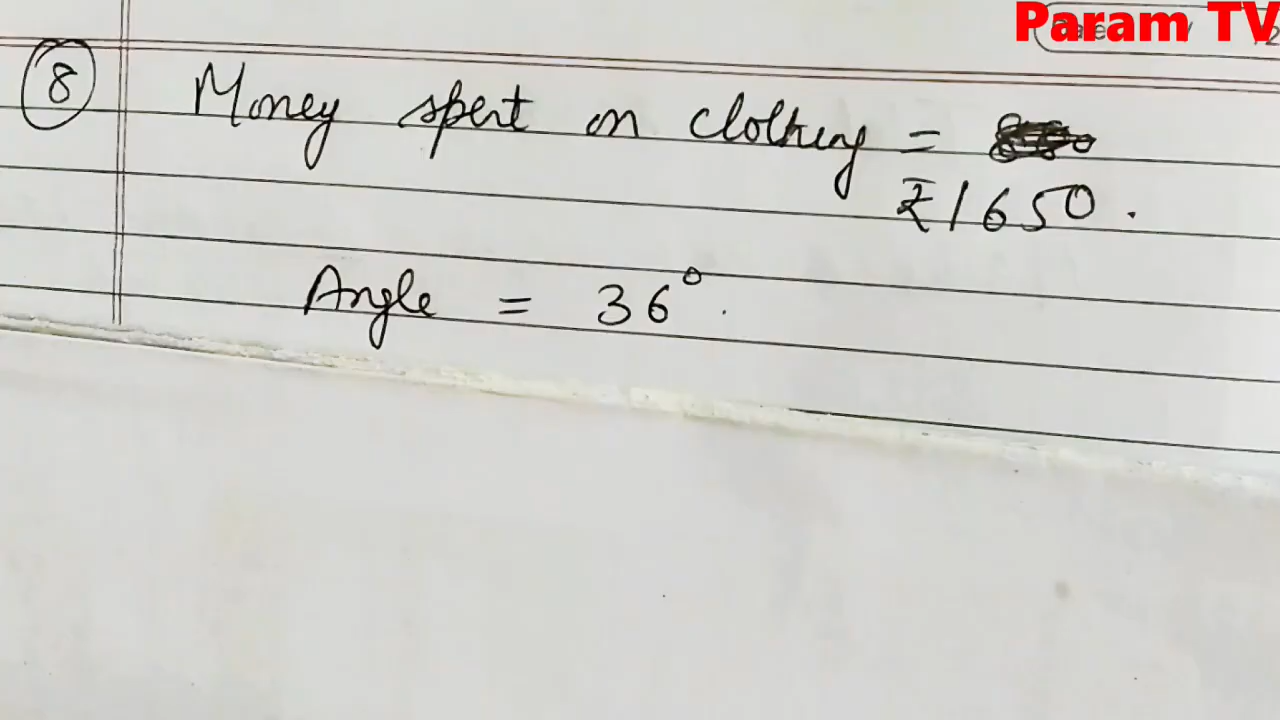 Param TV
8 Money spent on clothing =
₹1650.
Angle = 36°.